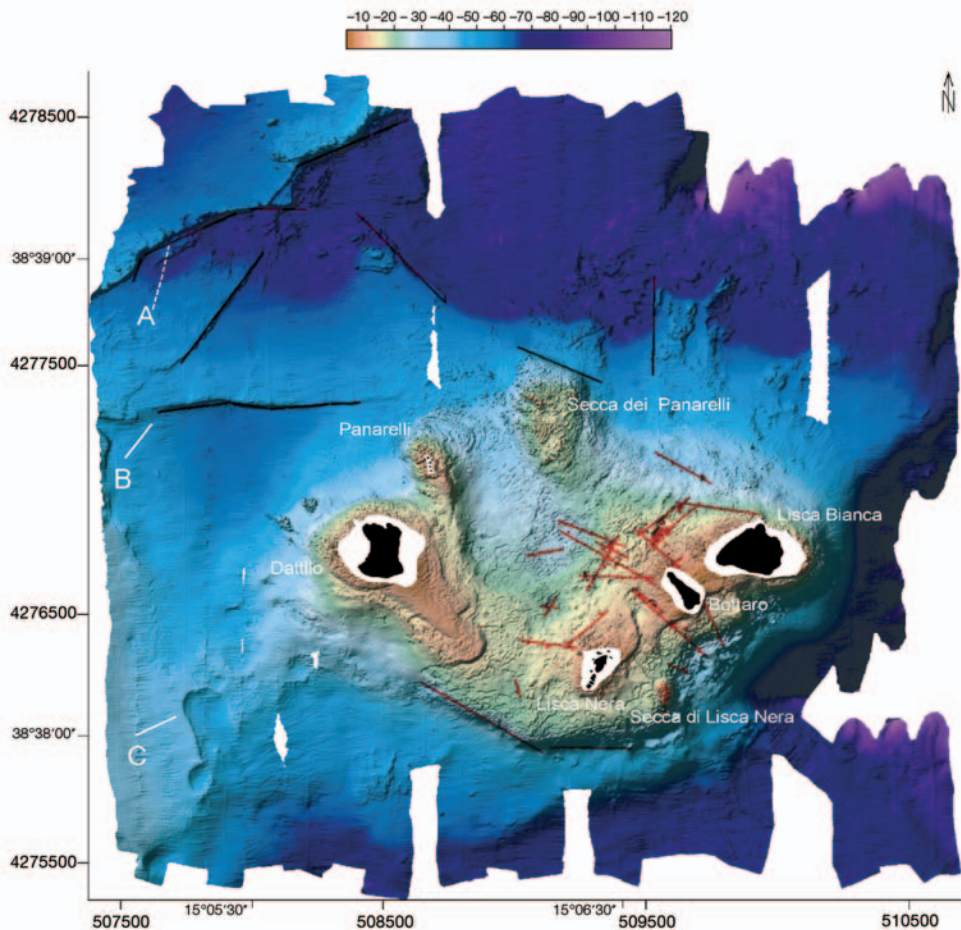 -10 -20 -30 -40 -50 -60 -70 -80 -90 -100 -110 -120
N
4278500
38°39'00"
A
4277500
Secca dei Panarelli
Panarelli
B
Lisca Bianca
Dattilo
Bottaro
4276500
Lisca Nera
Secca di Lisca Nera
38°38'00"
C
4275500
15°05'30" 15°06'30"
507500 508500 509500 510500